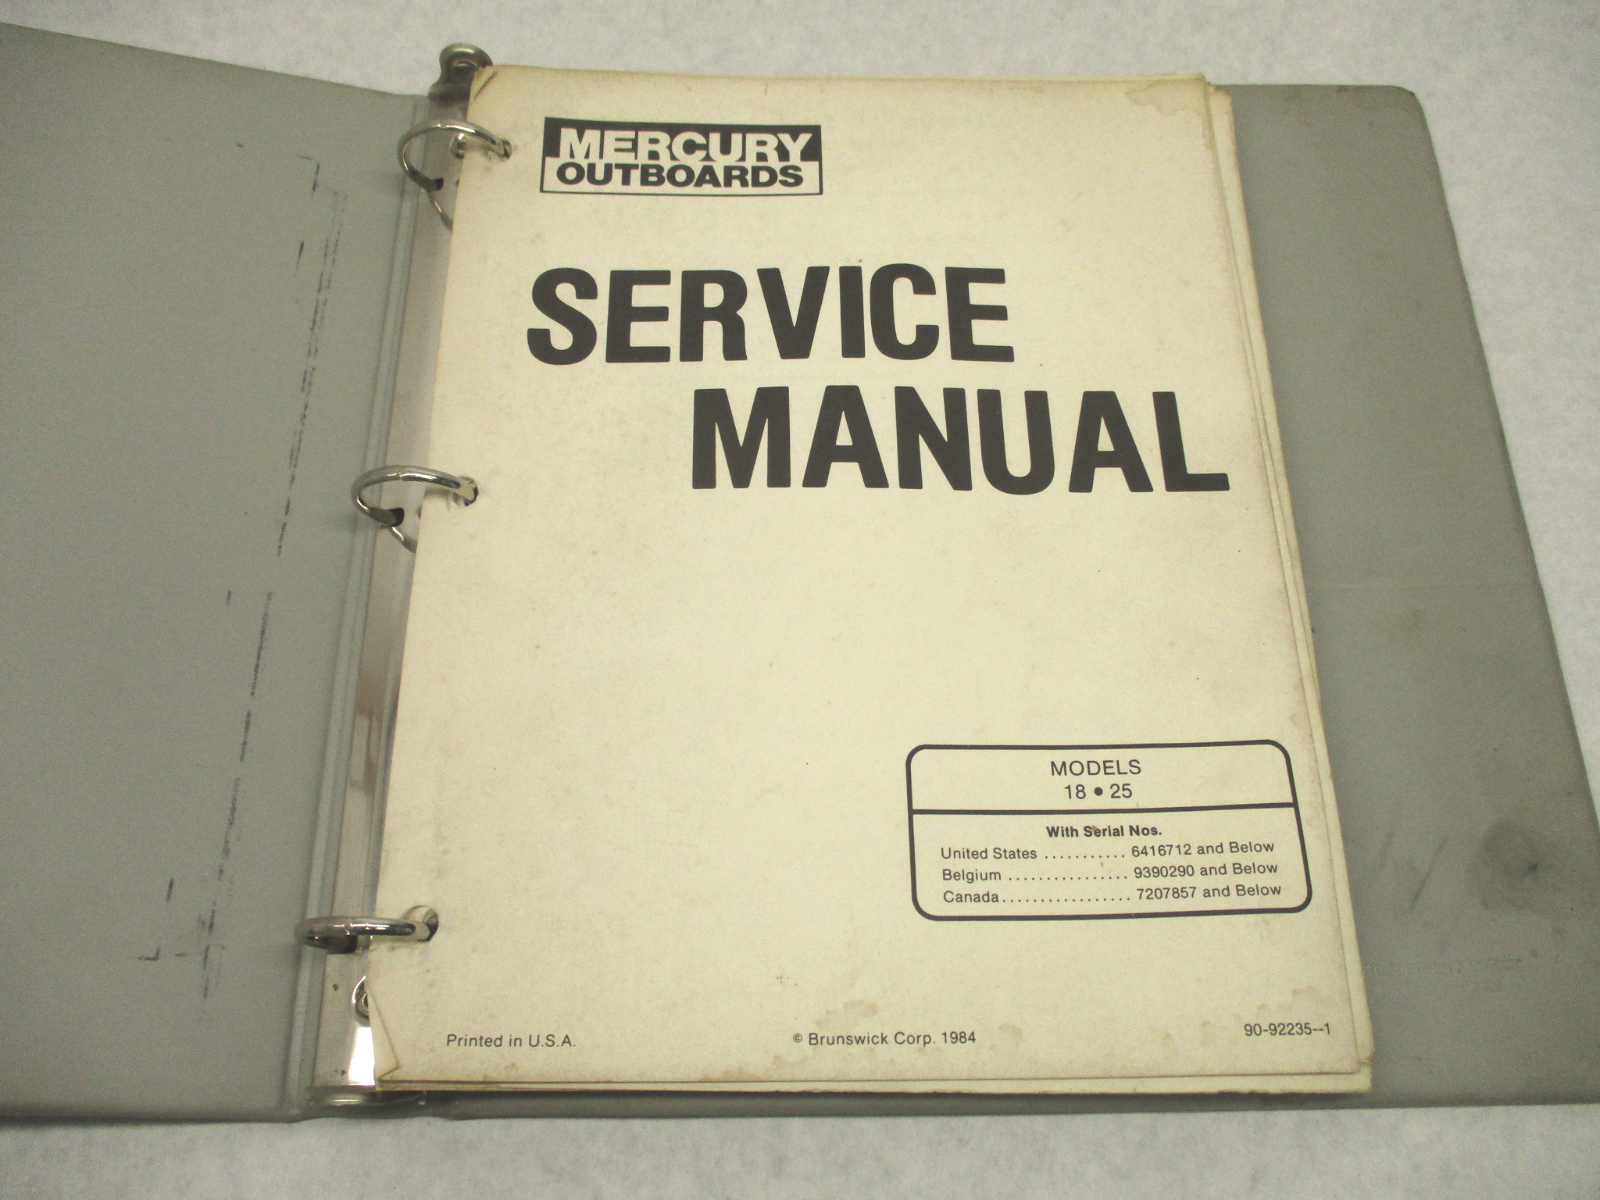 MERCURY
OUTBOARDS
SERVICE
MANUAL
MODELS
18 • 25
With Serial Nos.
United States ........... 6416712 and Below
Belgium ................ 9390290 and Below
Canada................. 7207857 and Below
Printed in U.S.A.
© Brunswick Corp. 1984
90-92235--1